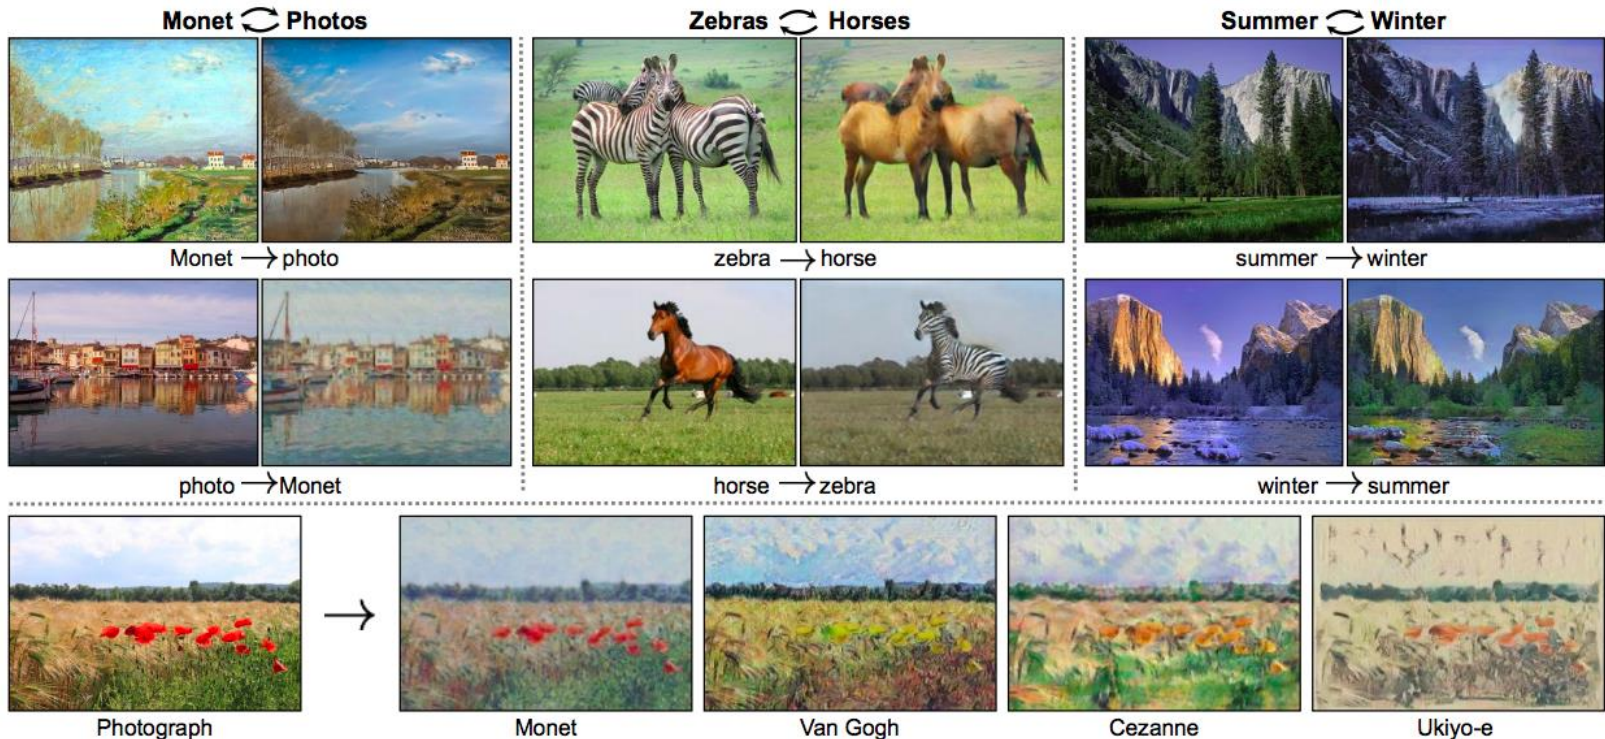 Monet Photos
Zebras Horses
Summer Winter
Monet → photo
zebra → horse
summer → winter
photo → Monet
horse → zebra
winter → summer
Photograph
Monet
Van Gogh
Cezanne
Ukiyo-e